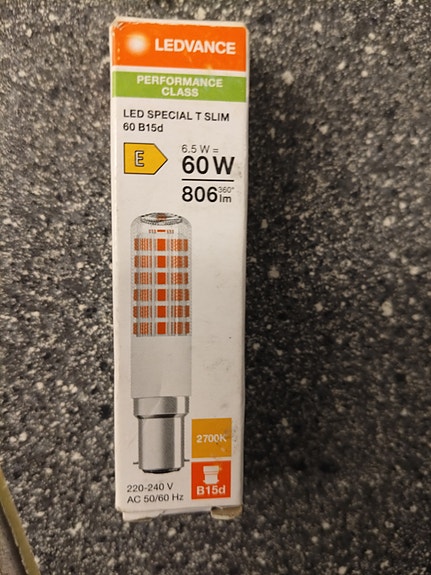 LEDVANCE
PERFORMANCE
CLASS
LED SPECIAL T SLIM
60 B15d
E
6.5 W =
60 W
806 360° lm
2700K
B15d
220-240 V
AC 50/60 Hz